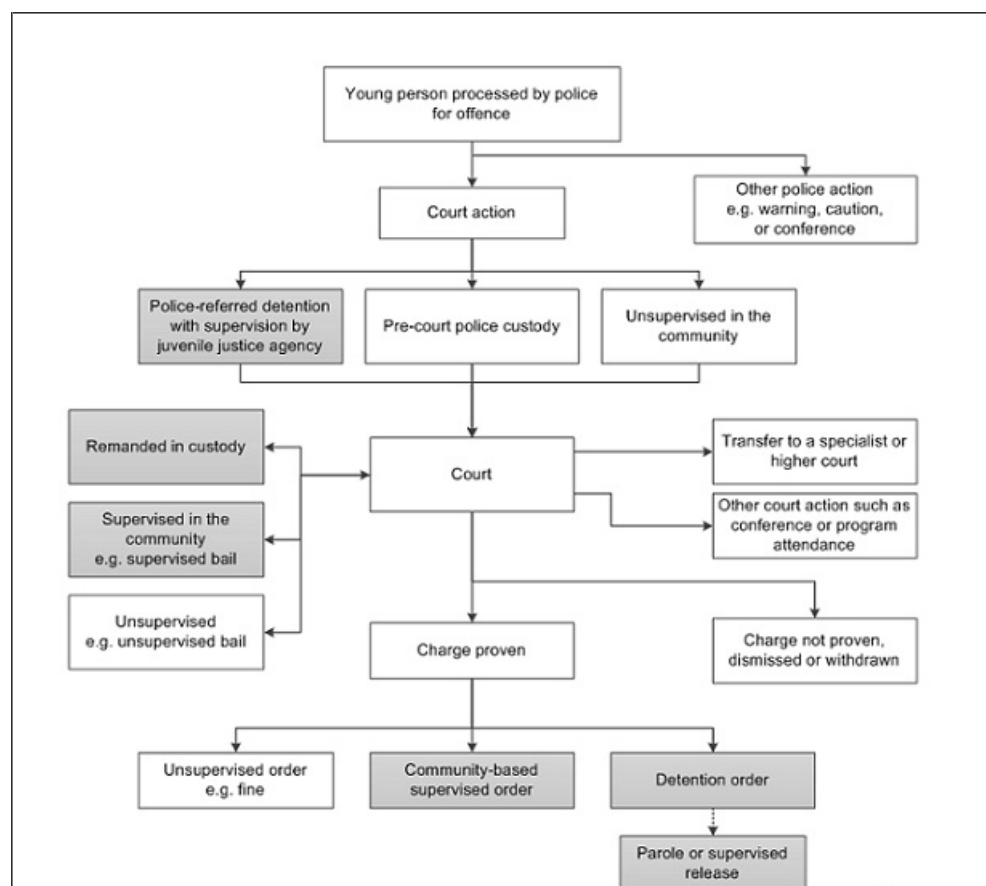 Young person processed by police
for offence
Other police action
e.g. warning, caution,
or conference
Court action
Police-referred detention
with supervision by
juvenile justice agency
Pre-court police custody
Unsupervised in the
community
Remanded in custody
Court
Transfer to a specialist or
higher court
Supervised in the
community
e.g. supervised bail
Other court action such as
conference or program
attendance
Unsupervised
e.g. unsupervised bail
Charge proven
Charge not proven,
dismissed or withdrawn
Unsupervised order
e.g. fine
Community-based
supervised order
Detention order
Parole or supervised
release